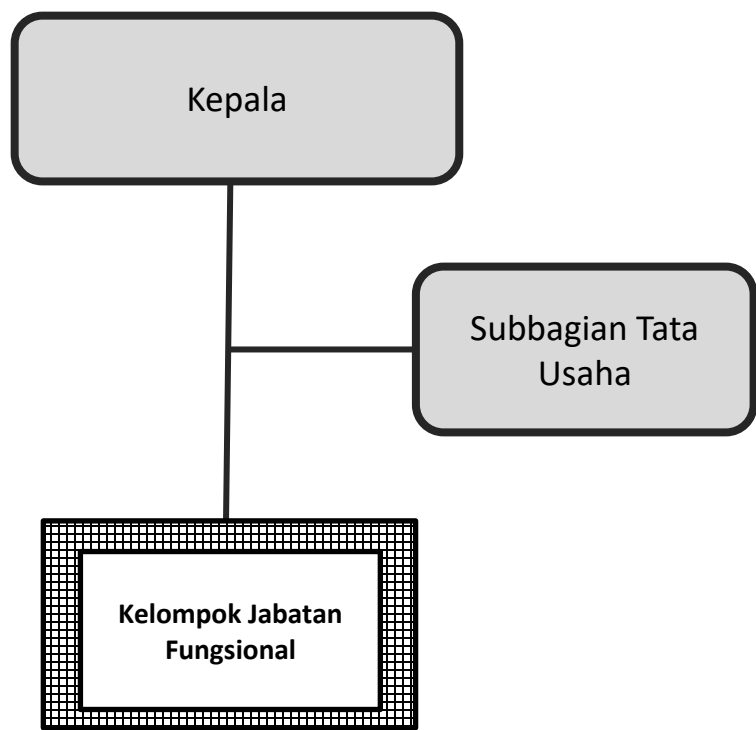 Kepala
Subbagian Tata
Usaha
Kelompok Jabatan
Fungsional